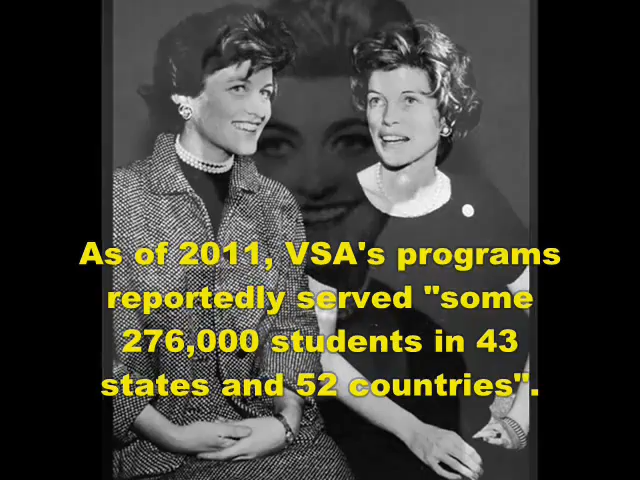 As of 2011, VSA's programs
reportedly served "some
276,000 students in 43
states and 52 countries".